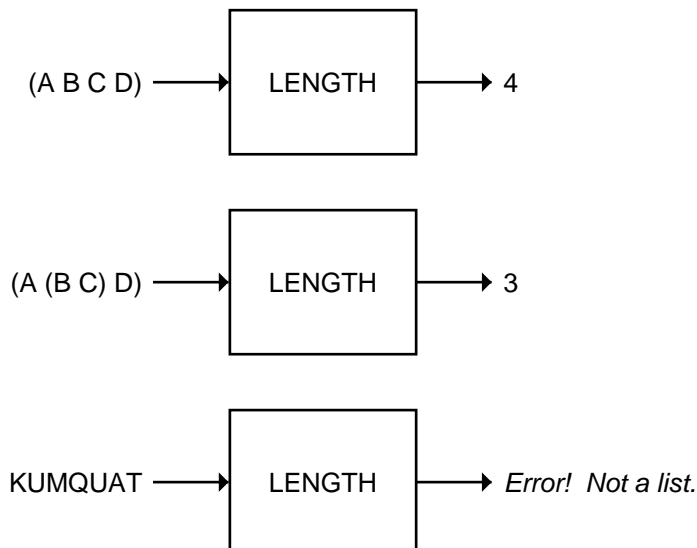 (A B C D) LENGTH 4
(A (B C) D) LENGTH 3
KUMQUAT LENGTH Error! Not a list.